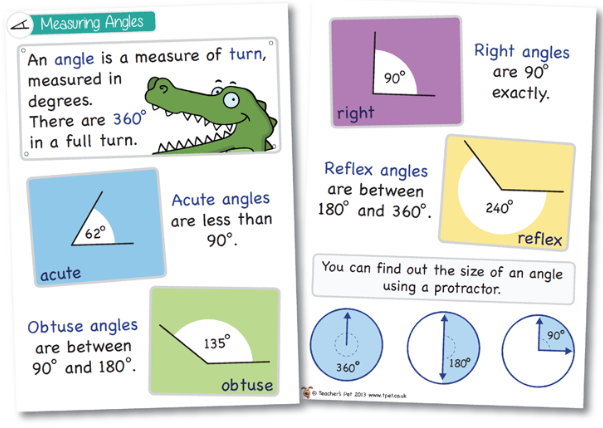 Measuring Angles
An angle is a measure of turn,
measured in
degrees.
There are 360°
in a full turn.
62°
acute
Acute angles
are less than
90°.
Obtuse angles
are between
90° and 180°.
135°
obtuse
90°
right
Right angles
are 90°
exactly.
Reflex angles
are between
180° and 360°.
240°
reflex
You can find out the size of an angle
using a protractor.
360°
180°
90°
© Teacher's Pet 2013 www.tpet.co.uk